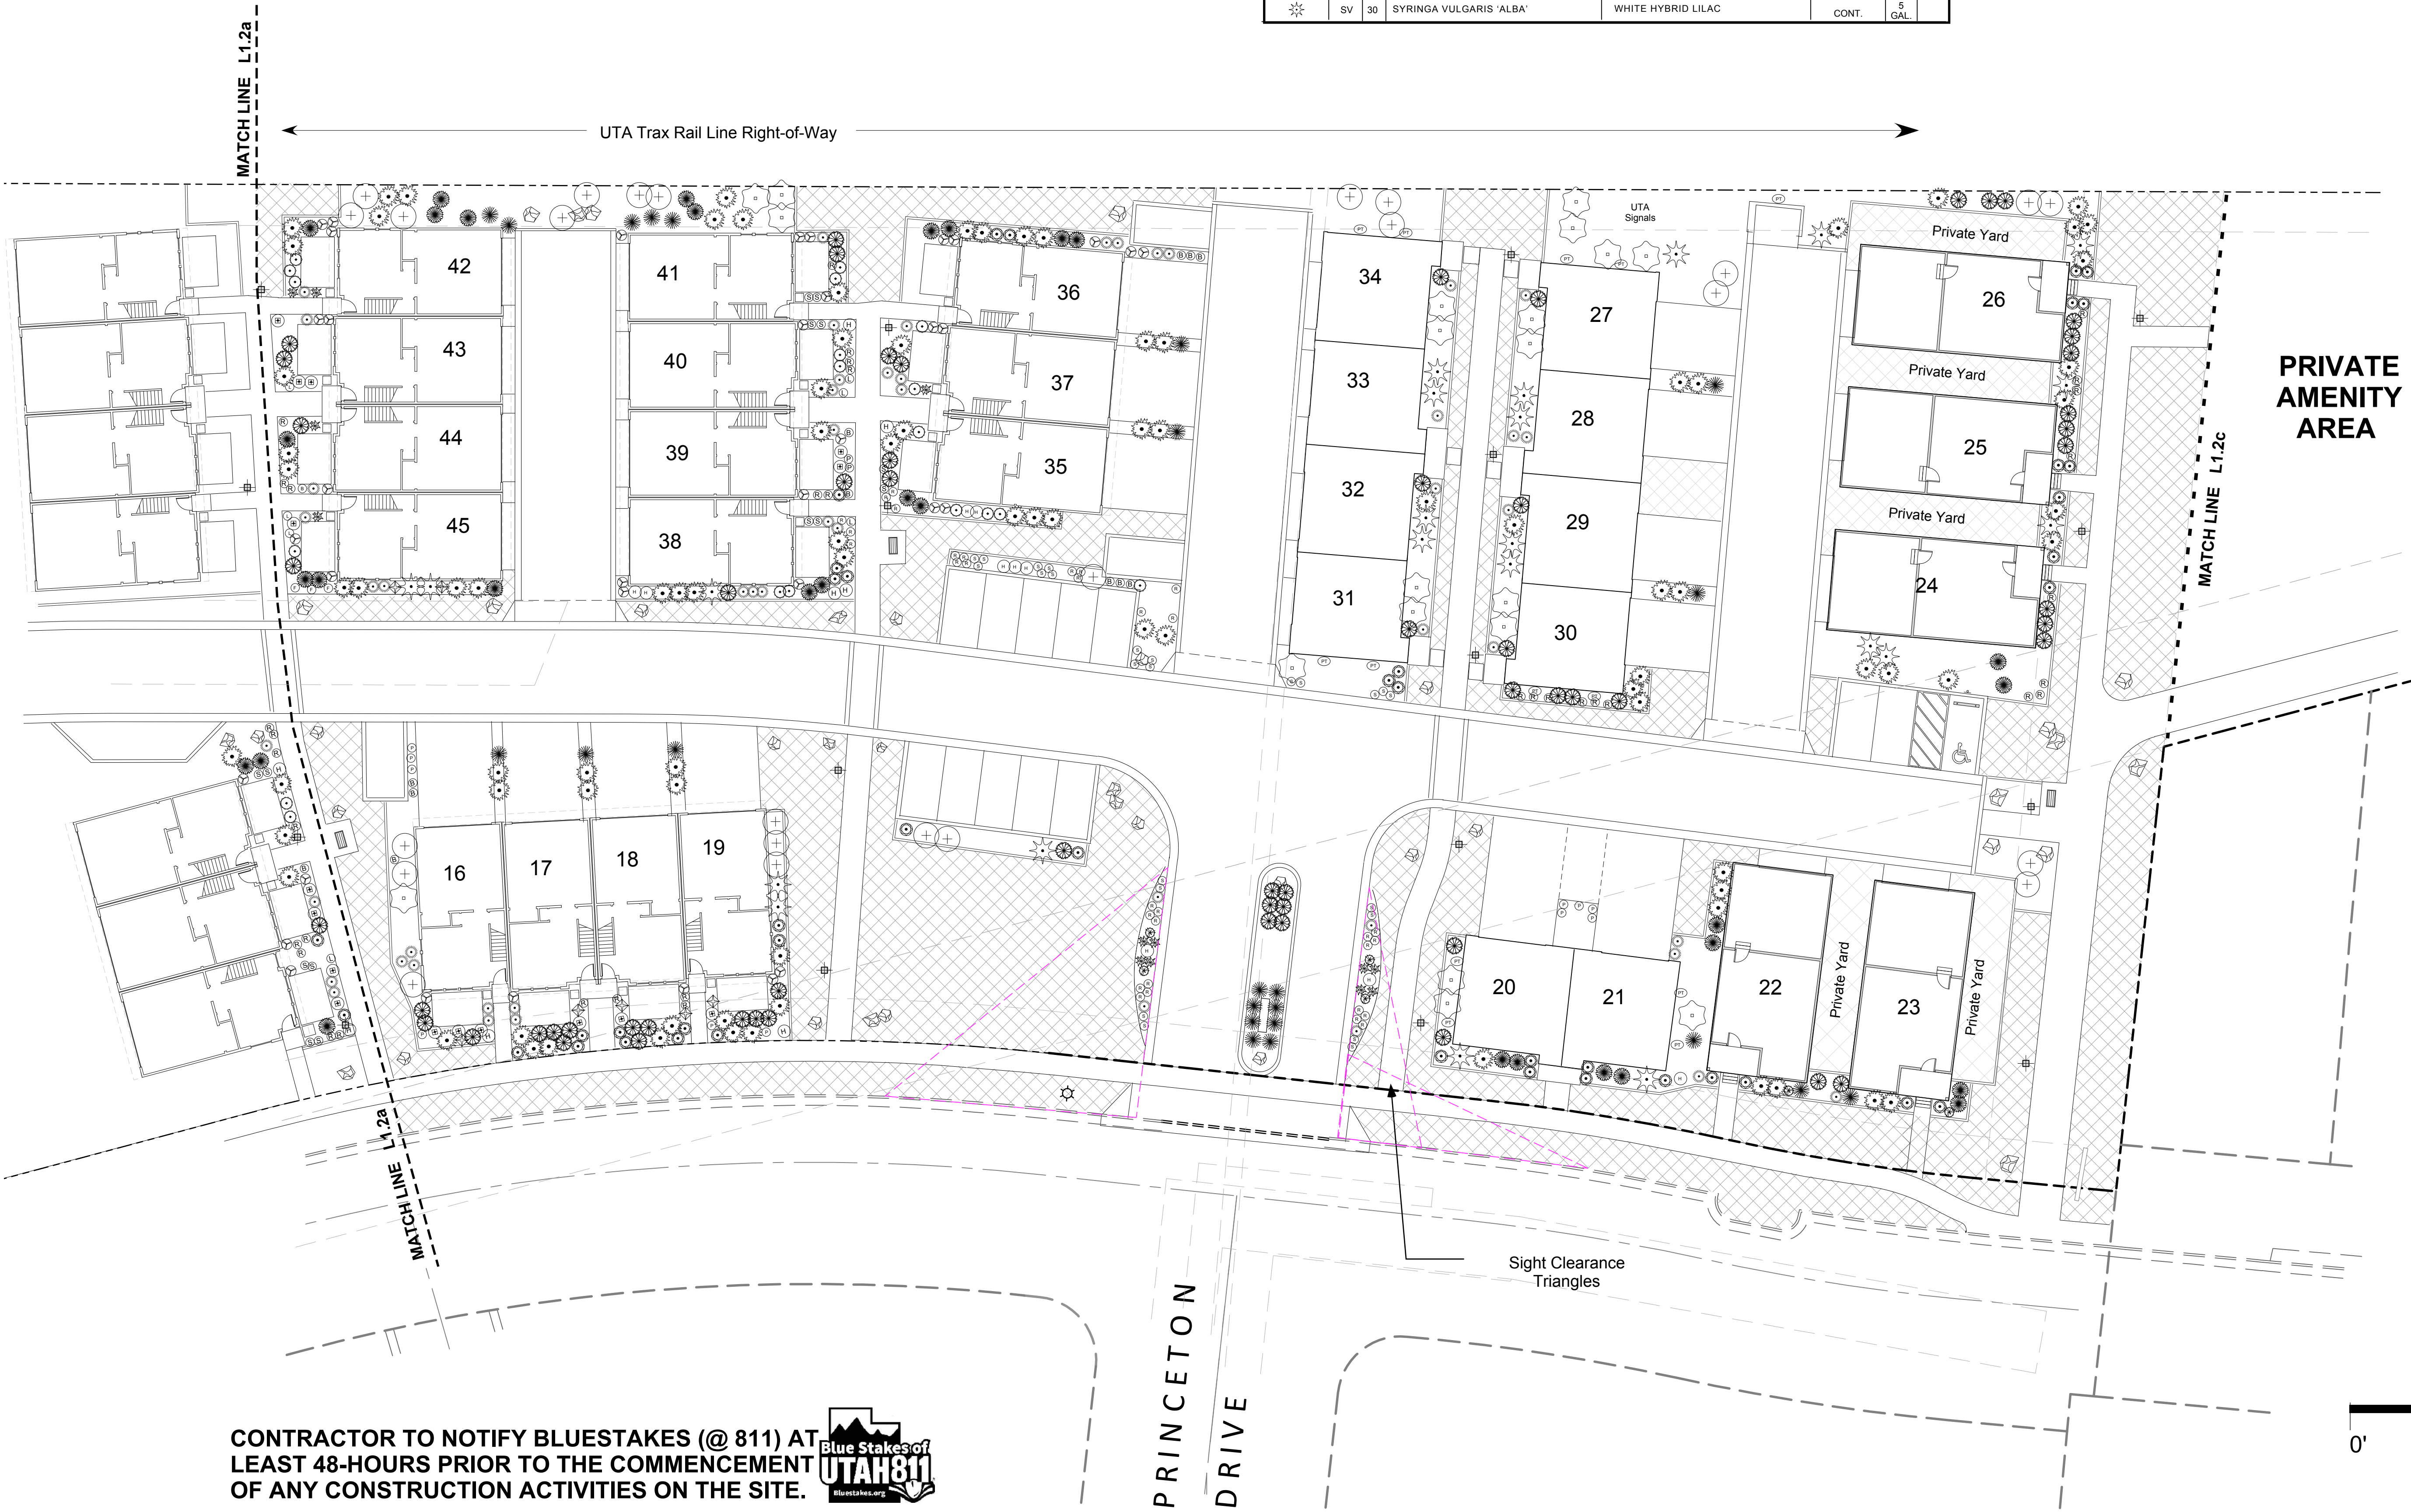 SV 30 SYRINGA VULGARIS 'ALBA' WHITE HYBRID LILAC CONT. 5 GAL.
MATCH LINE L1.2a
UTA Trax Rail Line Right-of-Way
UTA
Signals
Private Yard
42
41
36
34
27
26
43
40
37
33
28
Private Yard
25
PRIVATE
AMENITY
AREA
44
39
35
32
29
Private Yard
45
38
31
30
24
MATCH LINE L1.2c
16
17
18
19
20
21
22
Private Yard
23
Private Yard
MATCH LINE L1.2a
Sight Clearance
Triangles
PRINCETON
DRIVE
CONTRACTOR TO NOTIFY BLUESTAKES (@ 811) AT
LEAST 48-HOURS PRIOR TO THE COMMENCEMENT
OF ANY CONSTRUCTION ACTIVITIES ON THE SITE.
Blue Stakes of
UTAH811
Bluestakes.org
0'